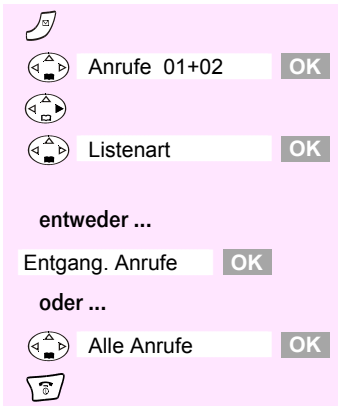 Anrufe 01+02 OK
Listenart OK
entweder ...
Entgang. Anrufe OK
oder ...
Alle Anrufe OK